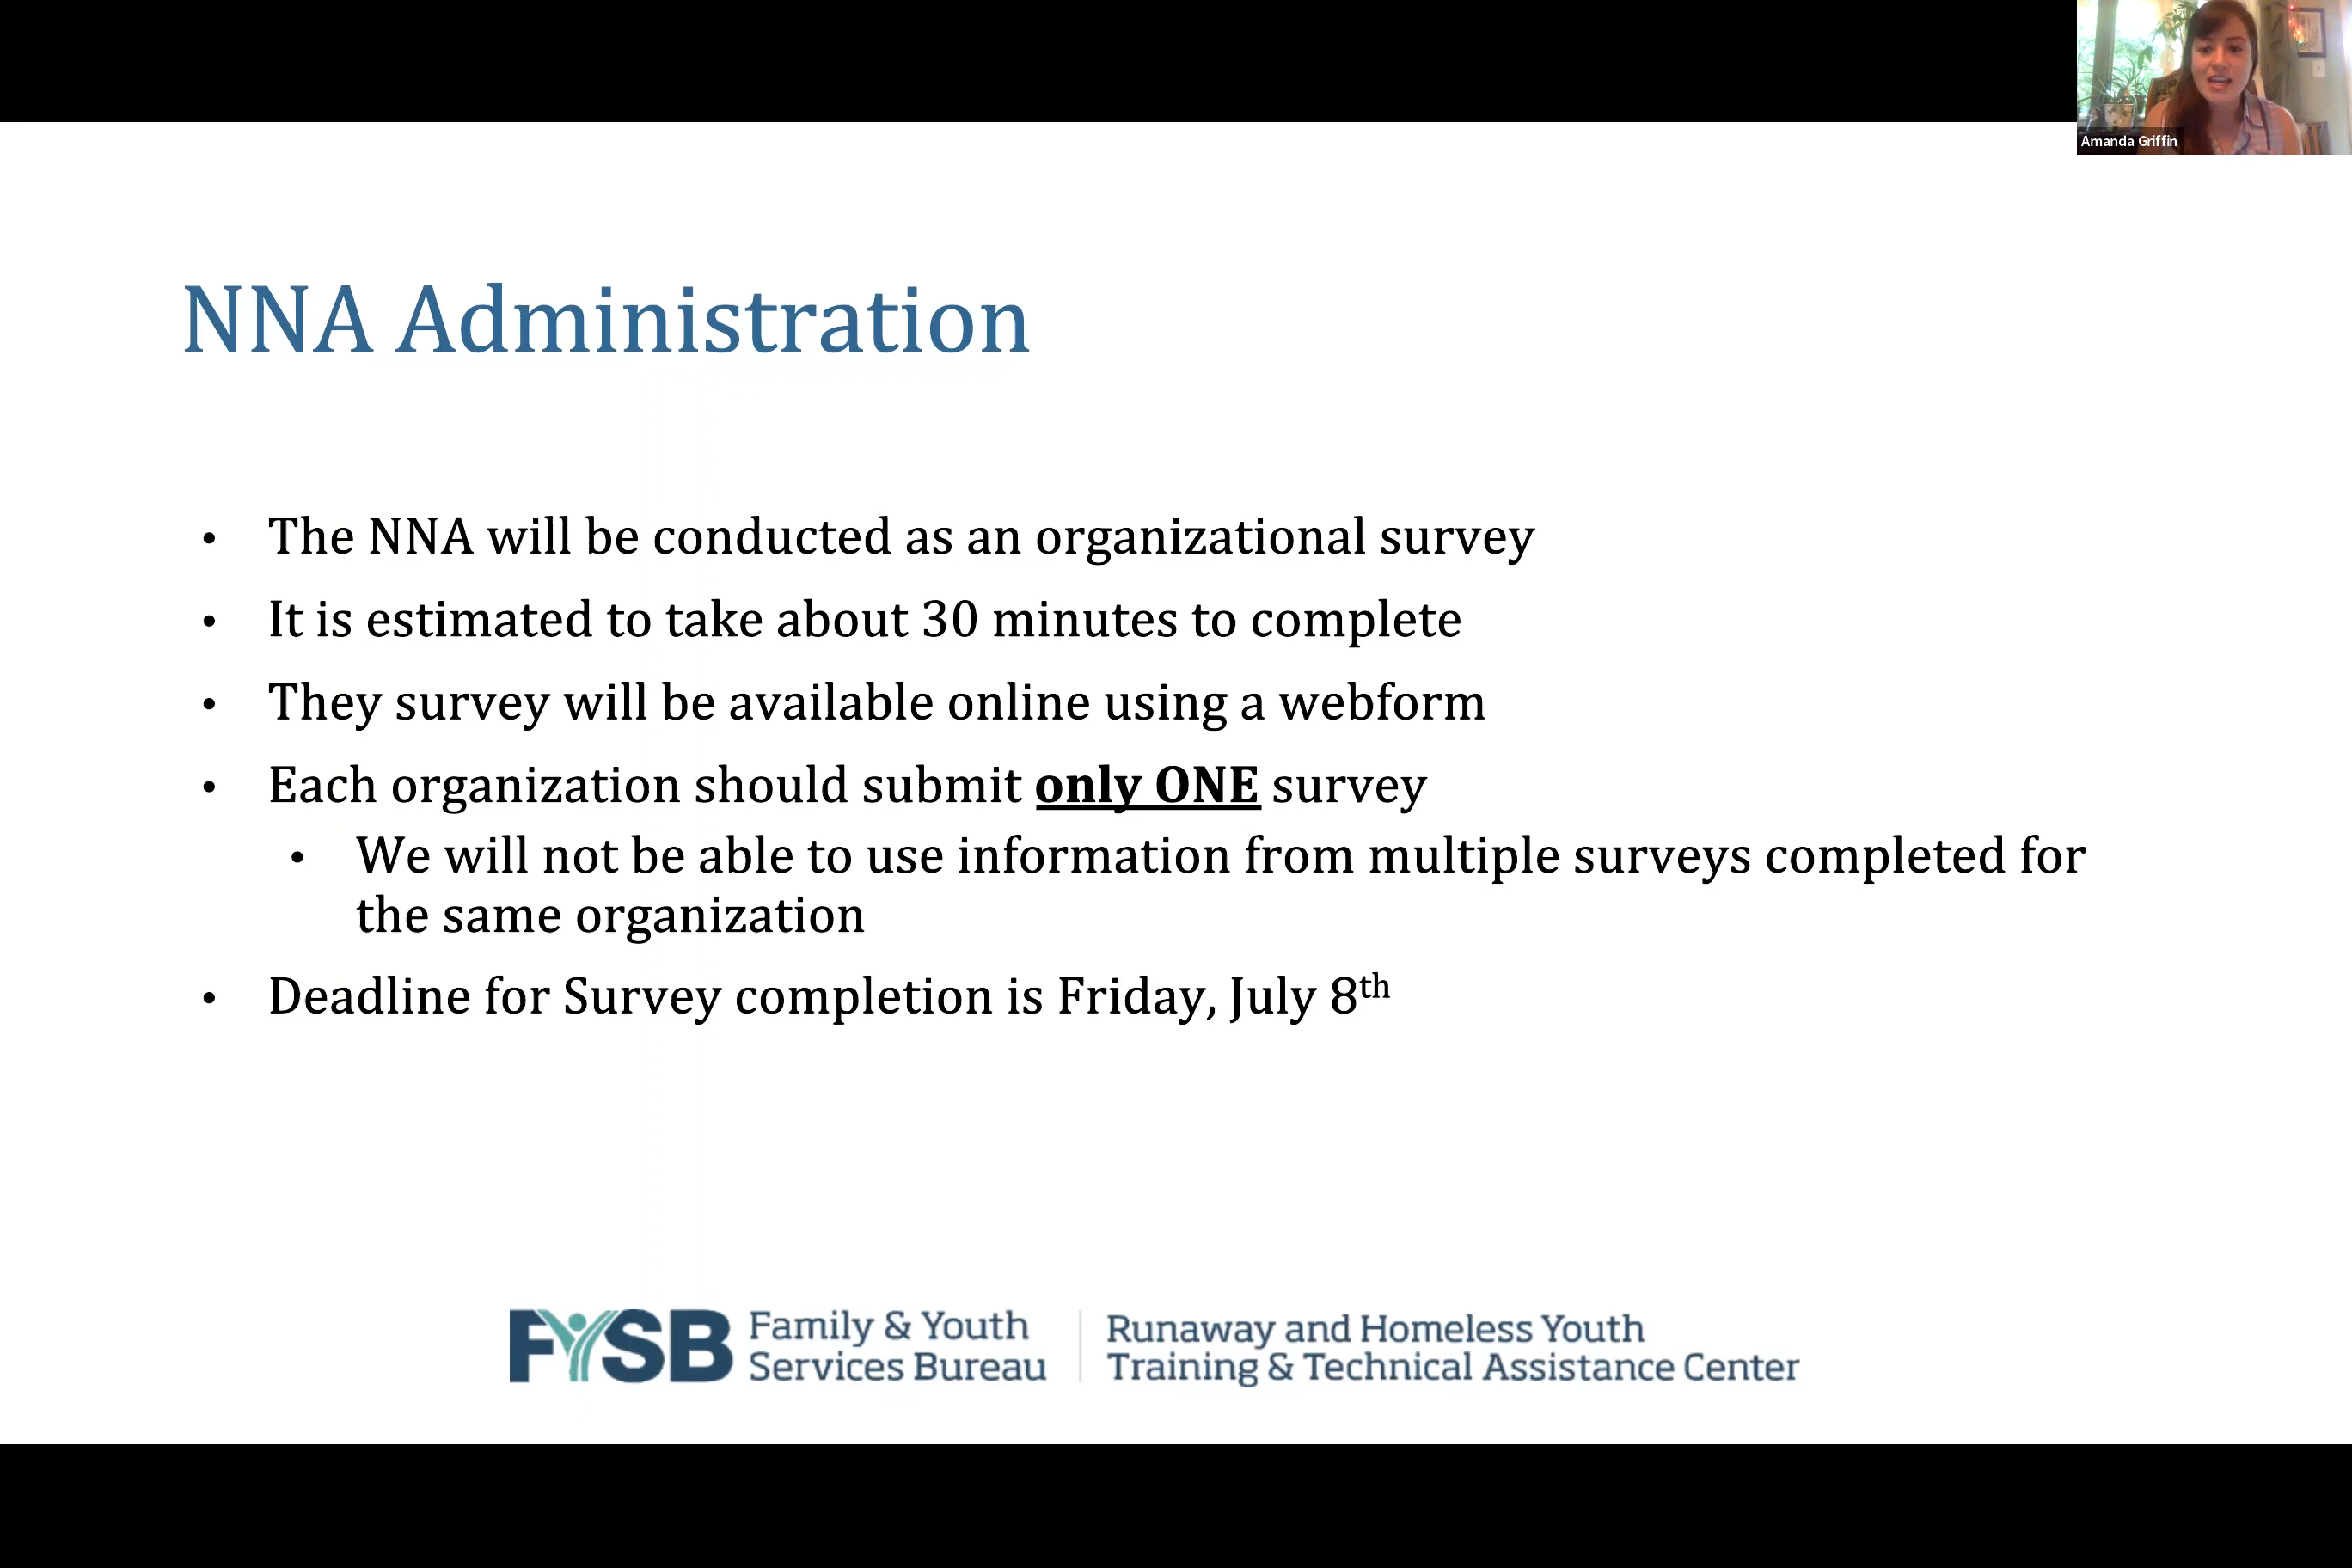 Amanda Griffin
NNA Administration
• The NNA will be conducted as an organizational survey
• It is estimated to take about 30 minutes to complete
• They survey will be available online using a webform
• Each organization should submit only ONE survey
• We will not be able to use information from multiple surveys completed for
the same organization
• Deadline for Survey completion is Friday, July 8th
FYSB Family & Youth
Services Bureau
Runaway and Homeless Youth
Training & Technical Assistance Center